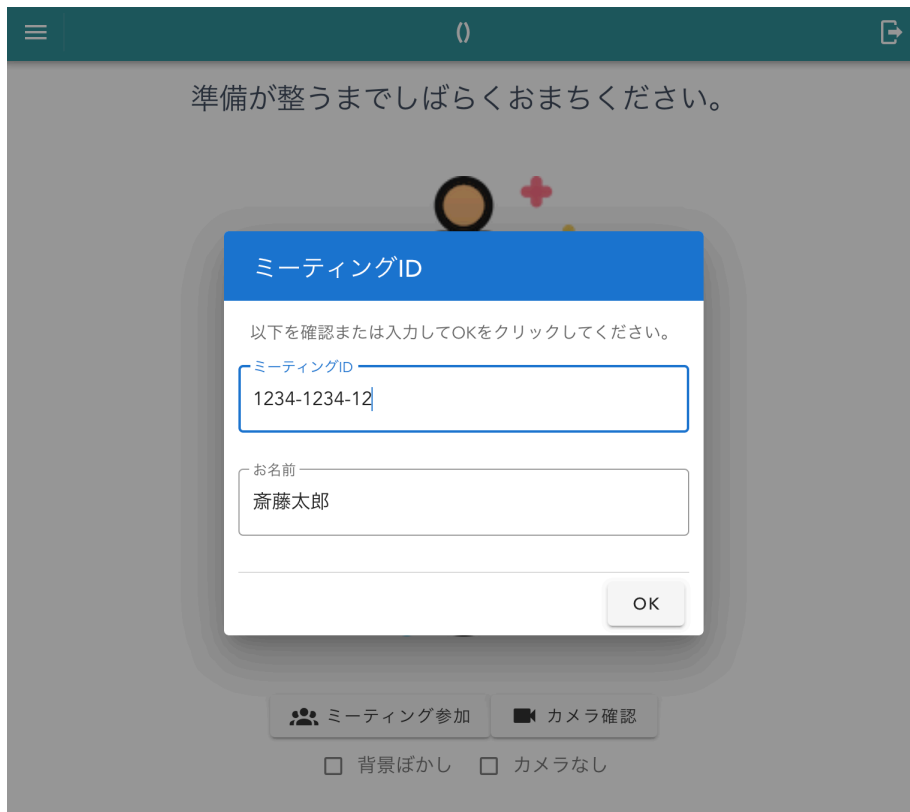 ()
準備が整うまでしばらくおまちください。
ミーティングID
以下を確認または入力してOKをクリックしてください。
ミーティングID
1234-1234-12
お名前
斎藤太郎
OK
ミーティング参加 カメラ確認
背景ぼかし カメラなし